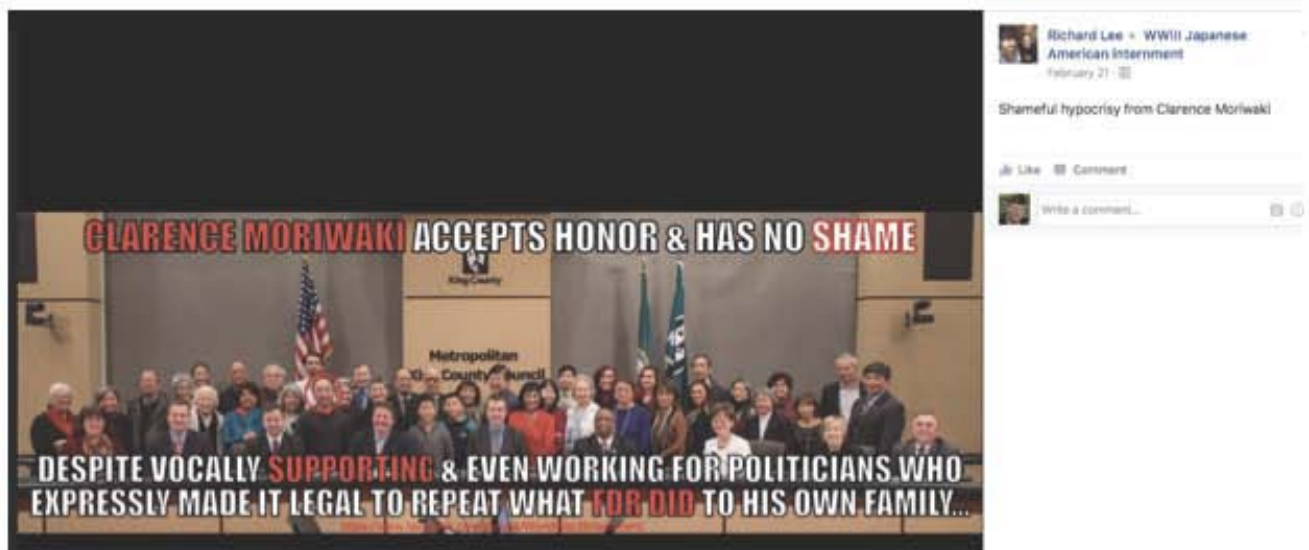 CLARENCE MORIWAKI ACCEPTS HONOR & HAS NO SHAME
King County
Metropolitan
County Council
DESPITE VOCALLY SUPPORTING & EVEN WORKING FOR POLITICIANS WHO
EXPRESSLY MADE IT LEGAL TO REPEAT WHAT FDR DID TO HIS OWN FAMILY...
Richard Lee ▸ WWIII Japanese
American Internment
February 21
Shameful hypocrisy from Clarence Moriwaki
Like Comment
Write a comment...